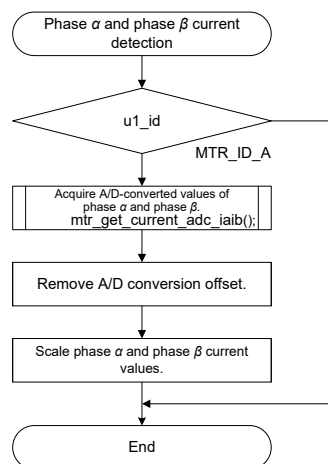 Phase α and phase β current
detection
u1_id
MTR_ID_A
Acquire A/D-converted values of
phase α and phase β.
mtr_get_current_adc_iaib();
Remove A/D conversion offset.
Scale phase α and phase β current
values.
End